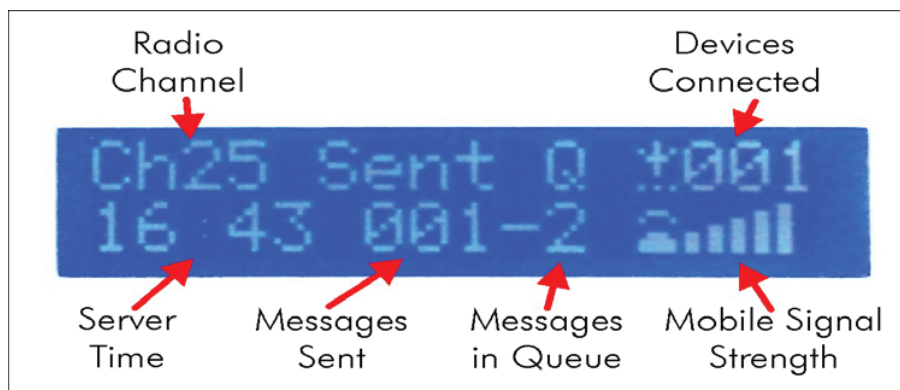 Radio Channel
Devices Connected
Ch25 Sent Q 001
16:43 001-2
Server Time
Messages Sent
Messages in Queue
Mobile Signal Strength